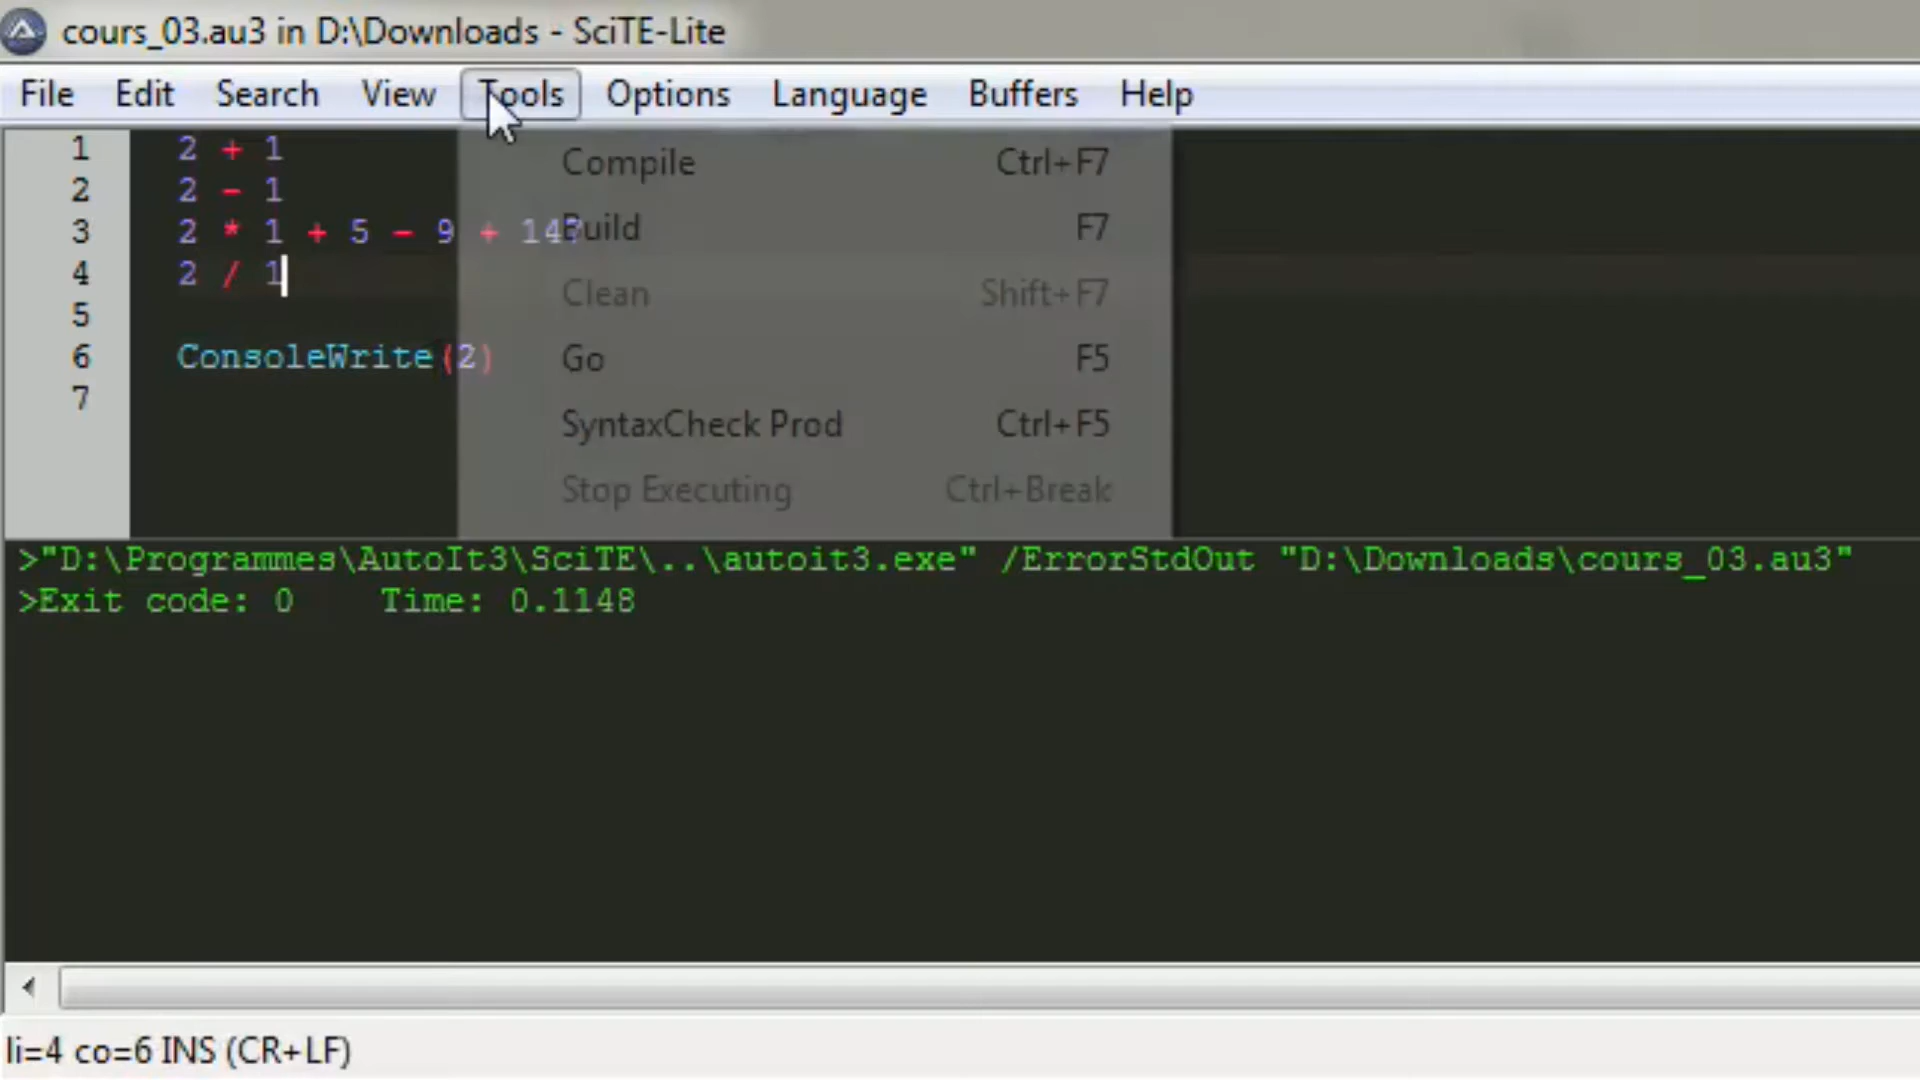 cours_03.au3 in D:\Downloads - SciTE-Lite
File Edit Search View Tools Options Language Buffers Help
1 2 + 1
2 2 - 1
3 2 * 1 + 5 - 9 + 14
4 2 / 1
5
6 ConsoleWrite(2)
7
Compile Ctrl+F7
Build F7
Clean Shift+F7
Go F5
SyntaxCheck Prod Ctrl+F5
Stop Executing Ctrl+Break
>"D:\Programmes\AutoIt3\SciTE\..\autoit3.exe" /ErrorStdOut "D:\Downloads\cours_03.au3"
>Exit code: 0 Time: 0.1148
li=4 co=6 INS (CR+LF)